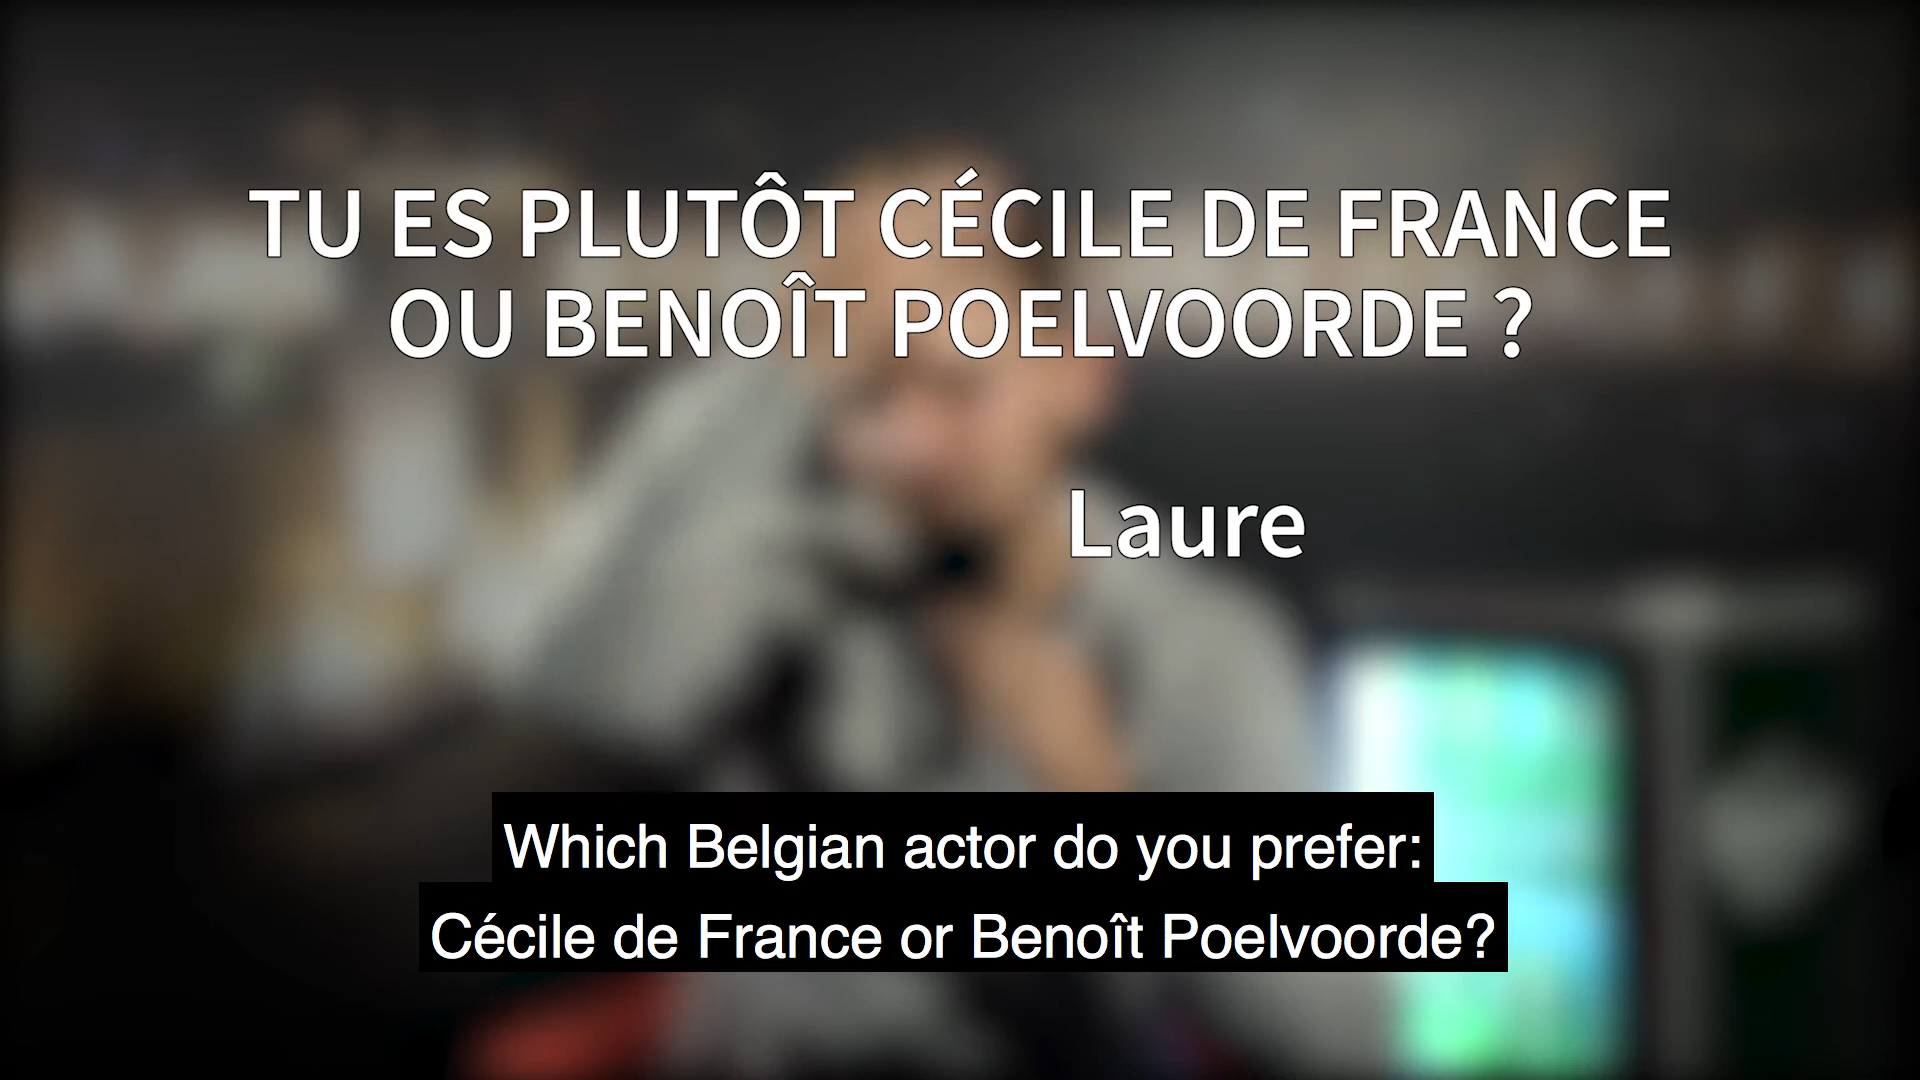 TU ES PLUTÔT CÉCILE DE FRANCE
OU BENOÎT POELVOORDE ?
Laure
Which Belgian actor do you prefer:
Cécile de France or Benoît Poelvoorde?